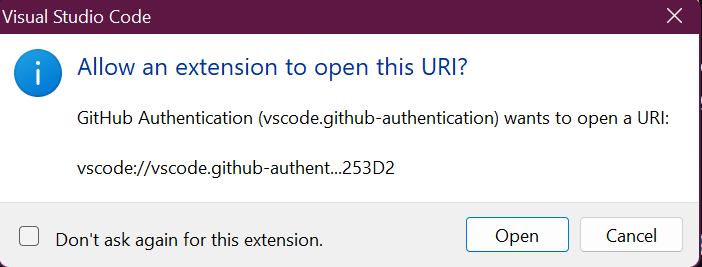 Visual Studio Code
Allow an extension to open this URI?
GitHub Authentication (vscode.github-authentication) wants to open a URI:
vscode://vscode.github-authent...253D2
Don't ask again for this extension.
Open
Cancel